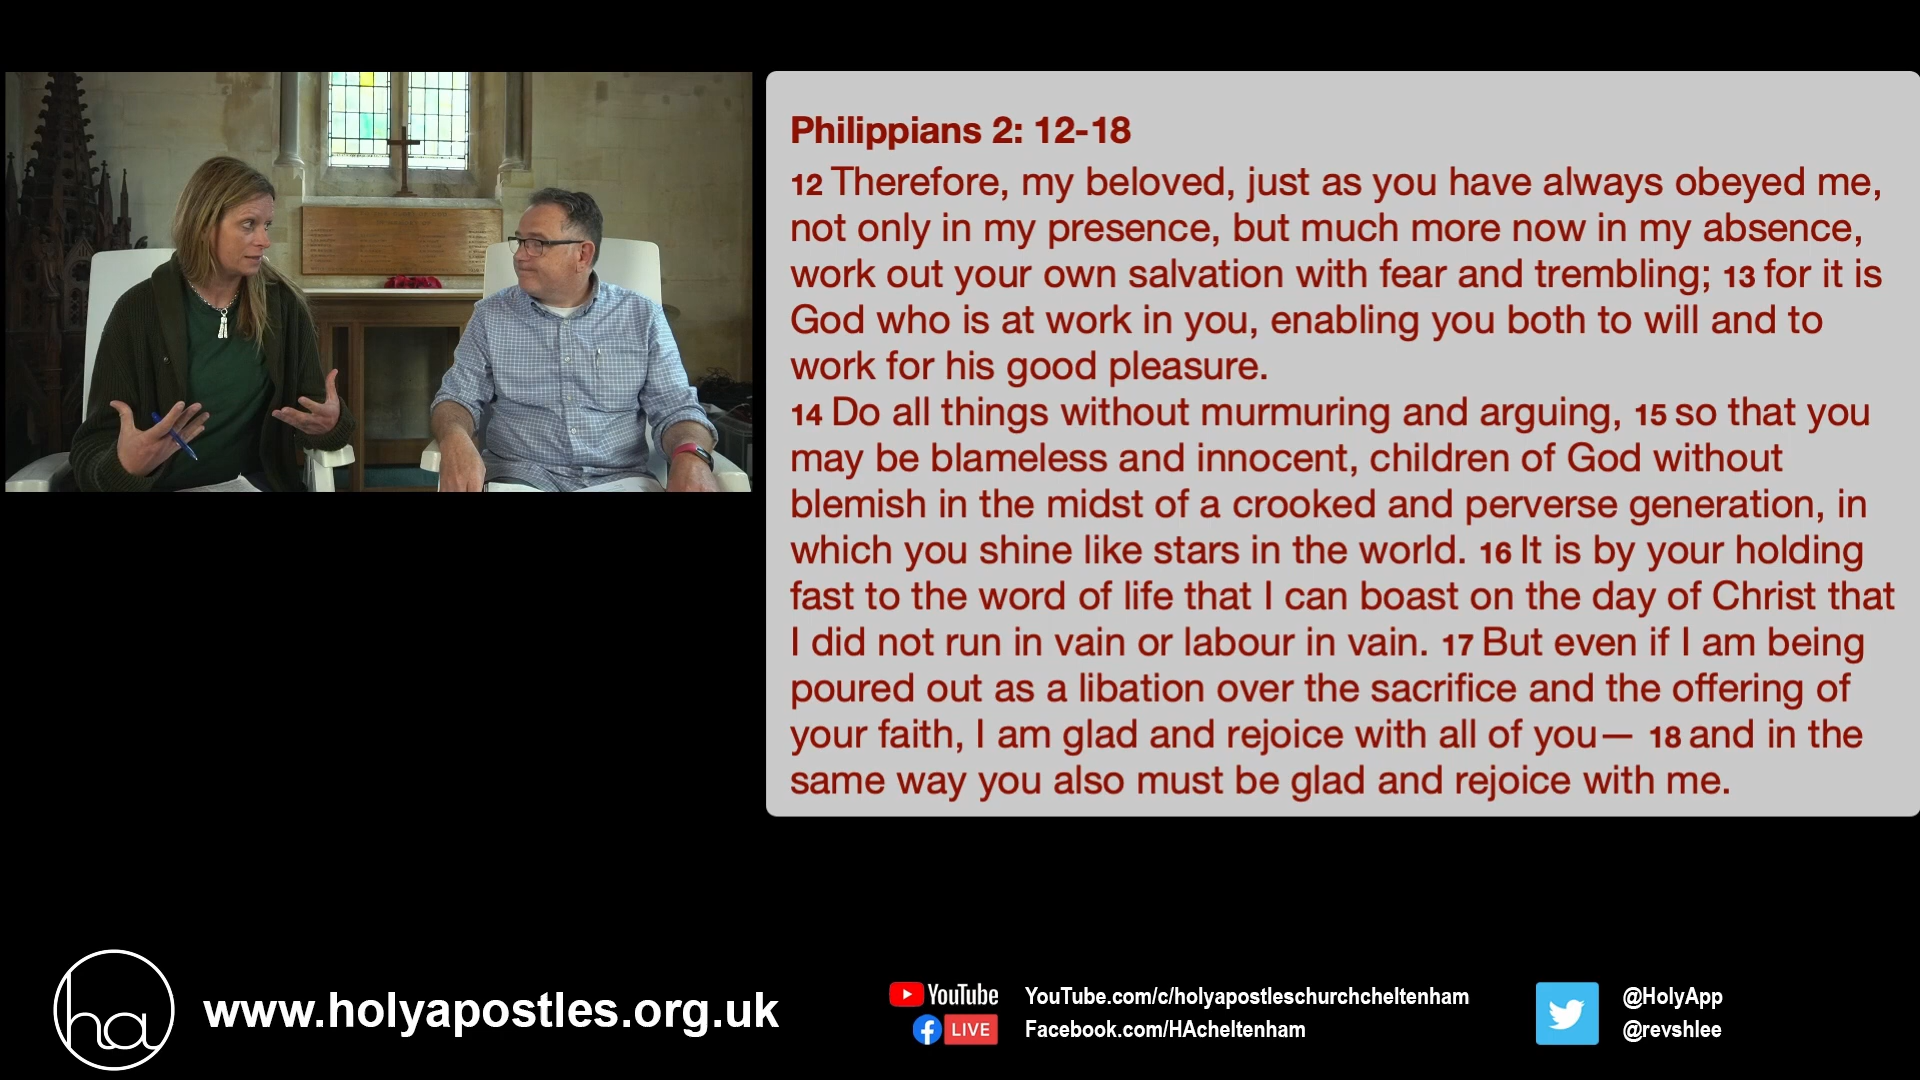 Philippians 2: 12-18
12 Therefore, my beloved, just as you have always obeyed me,
not only in my presence, but much more now in my absence,
work out your own salvation with fear and trembling; 13 for it is
God who is at work in you, enabling you both to will and to
work for his good pleasure.
14 Do all things without murmuring and arguing, 15 so that you
may be blameless and innocent, children of God without
blemish in the midst of a crooked and perverse generation, in
which you shine like stars in the world. 16 It is by your holding
fast to the word of life that I can boast on the day of Christ that
I did not run in vain or labour in vain. 17 But even if I am being
poured out as a libation over the sacrifice and the offering of
your faith, I am glad and rejoice with all of you— 18 and in the
same way you also must be glad and rejoice with me.
ha
www.holyapostles.org.uk
YouTube
YouTube.com/c/holyapostleschurchcheltenham
LIVE
Facebook.com/HAcheltenham
@HolyApp
@revshlee